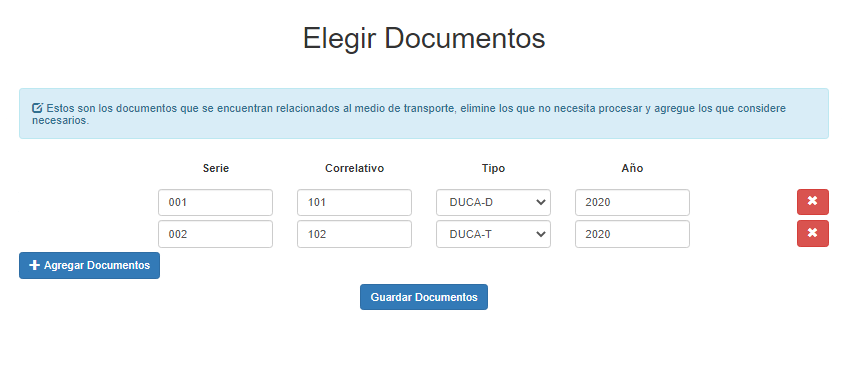 Elegir Documentos
Estos son los documentos que se encuentran relacionados al medio de transporte, elimine los que no necesita procesar y agregue los que considere
necesarios.
Serie Correlativo Tipo Año
001 101 DUCA-D 2020
002 102 DUCA-T 2020
Agregar Documentos
Guardar Documentos